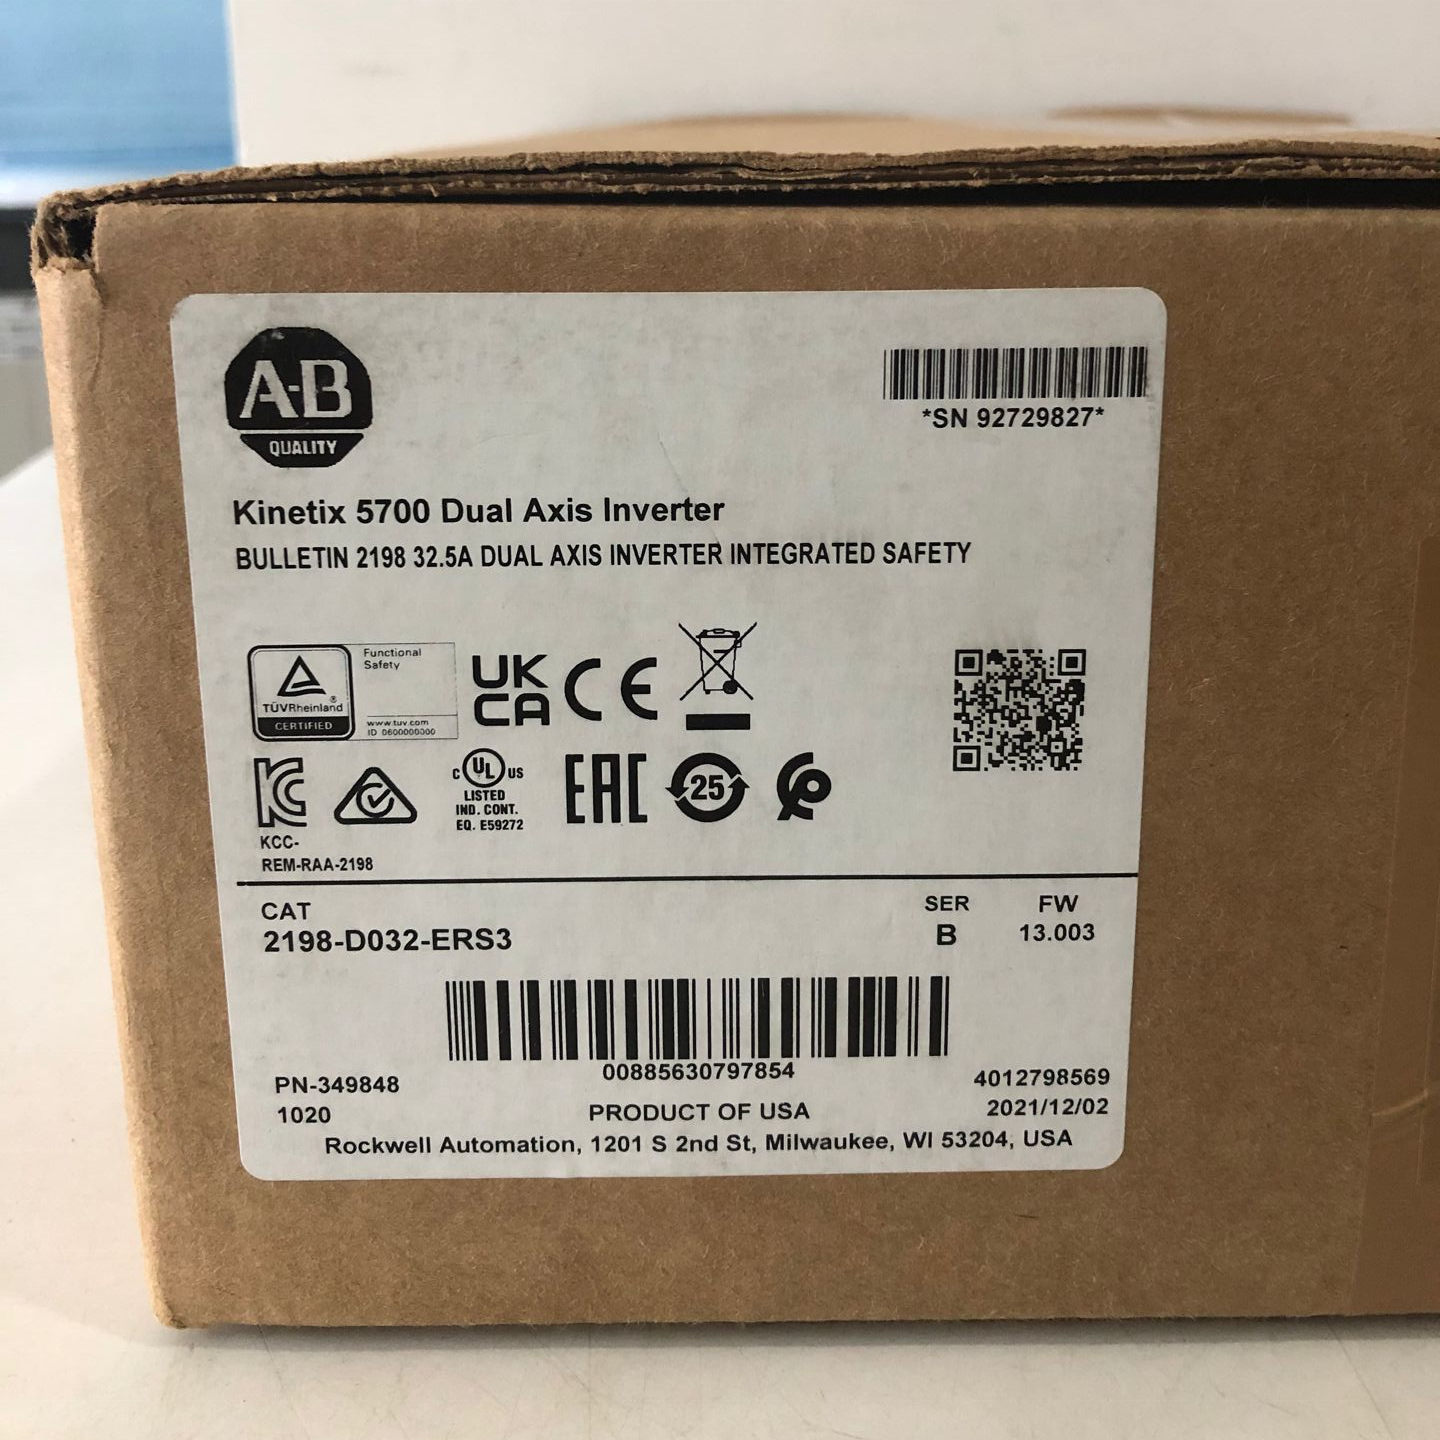 A-B
QUALITY
*SN 92729827*
Kinetix 5700 Dual Axis Inverter
BULLETIN 2198 32.5A DUAL AXIS INVERTER INTEGRATED SAFETY
Functional
Safety
TÜVRheinland®
CERTIFIED
www.tuv.com
ID 0600000000
UK
CA
CE
KC
C UL US
LISTED
IND. CONT.
EQ. E59272
EAC
25
KCC-
REM-RAA-2198
CAT
2198-D032-ERS3
SER
B
FW
13.003
00885630797854
PN-349848
1020
4012798569
2021/12/02
PRODUCT OF USA
Rockwell Automation, 1201 S 2nd St, Milwaukee, WI 53204, USA